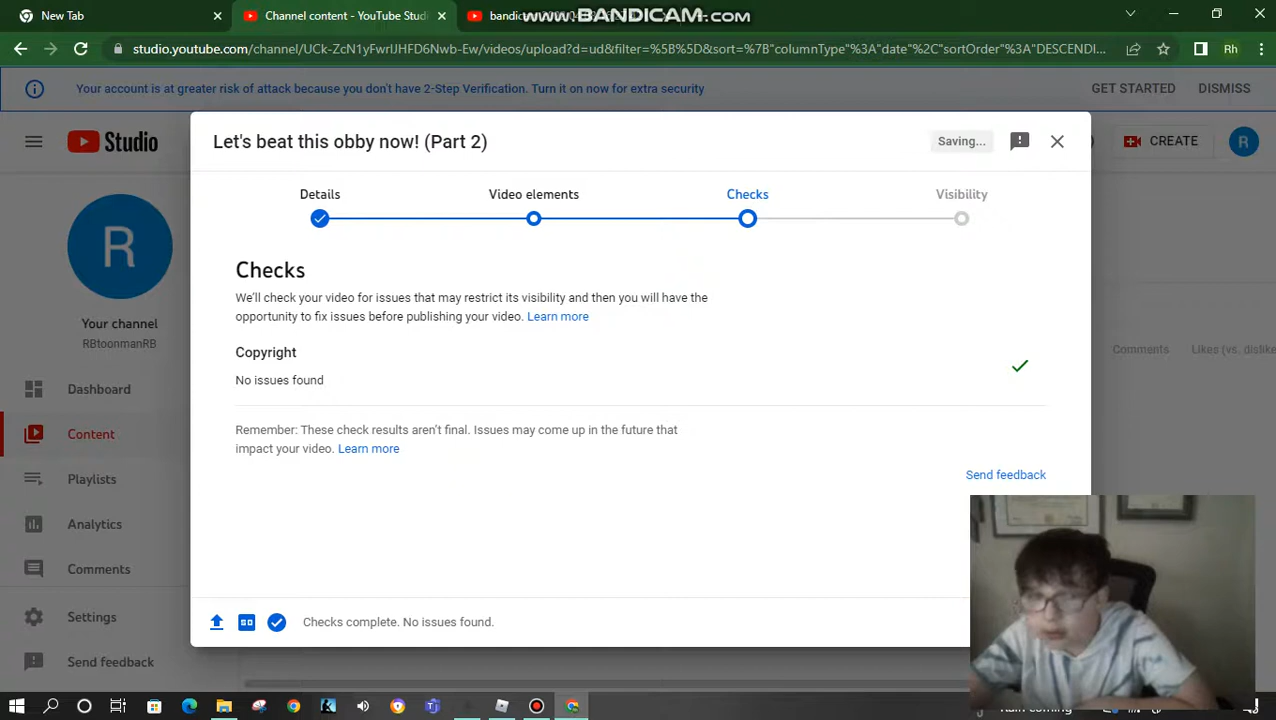 New Tab
Channel content - YouTube Studi
bandic
WWW.BANDICAM.COM
studio.youtube.com/channel/UCk-ZcN1yFwrIJHFD6Nwb-Ew/videos/upload?d=ud&filter=%5B%5D&sort=%7B"columnType"%3A"date"%2C"sortOrder"%3A"DESCENDI...
Rh
Your account is at greater risk of attack because you don't have 2-Step Verification. Turn it on now for extra security
GET STARTED
DISMISS
Studio
CREATE
R
Let's beat this obby now! (Part 2)
Saving...
Details
Video elements
Checks
Visibility
R
Your channel
RBtoonmanRB
Dashboard
Content
Playlists
Analytics
Comments
Settings
Send feedback
Checks
We'll check your video for issues that may restrict its visibility and then you will have the
opportunity to fix issues before publishing your video. Learn more
Copyright
No issues found
Remember: These check results aren't final. Issues may come up in the future that
impact your video. Learn more
Send feedback
Checks complete. No issues found.
Comments
Likes (vs. dislike
Rain coming